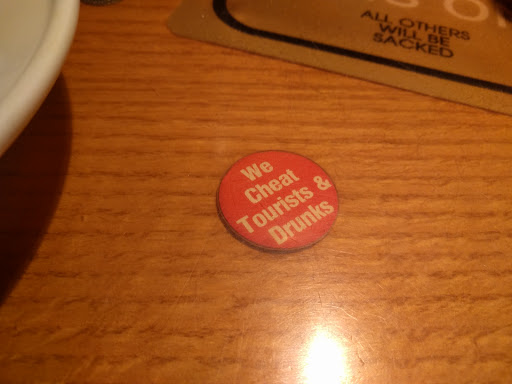 ALL OTHERS
WILL BE
SACKED
We
Cheat
Tourists &
Drunks